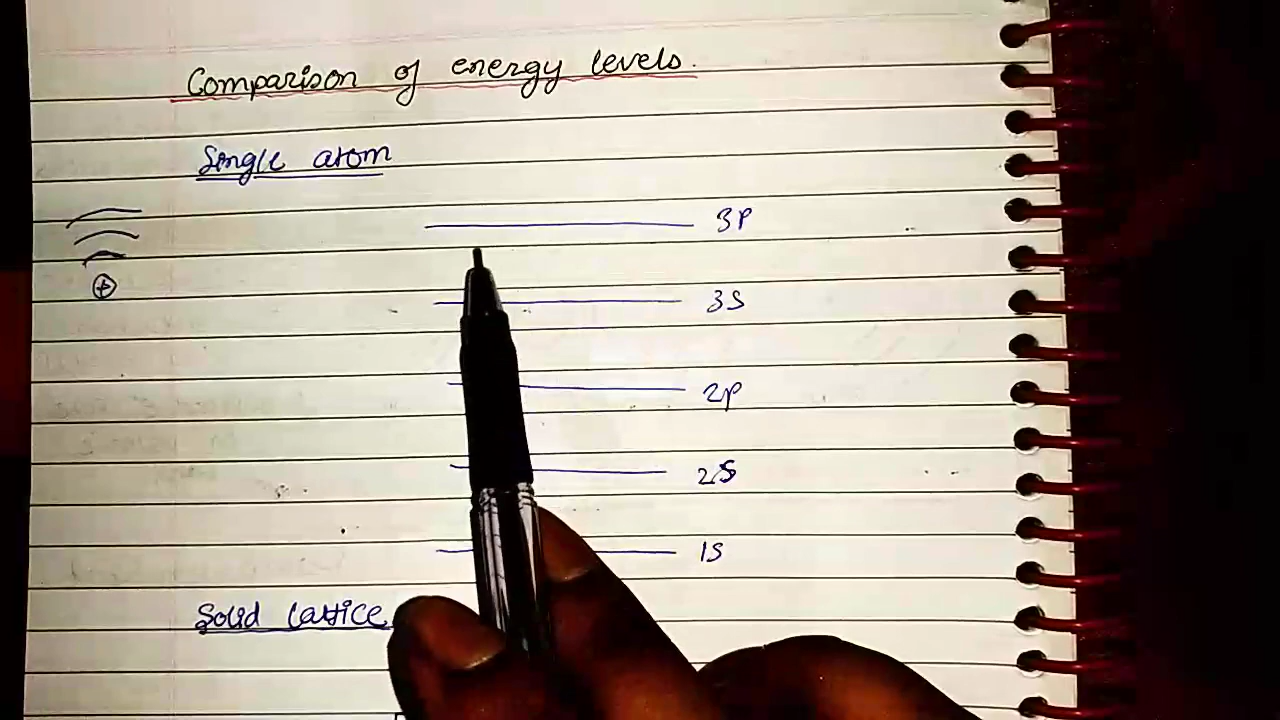 Comparison of energy levels.
Single atom
3P
3S
2p
2S
1S
Solid lattice